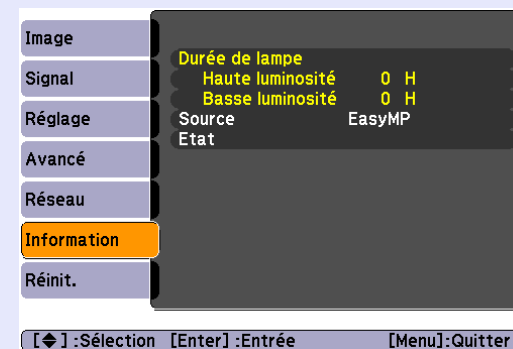 Image
Signal
Réglage
Avancé
Réseau
Information
Réinit.
Durée de lampe
Haute luminosité 0 H
Basse luminosité 0 H
Source EasyMP
Etat
[◆] :Sélection [Enter] :Entrée [Menu]:Quitter